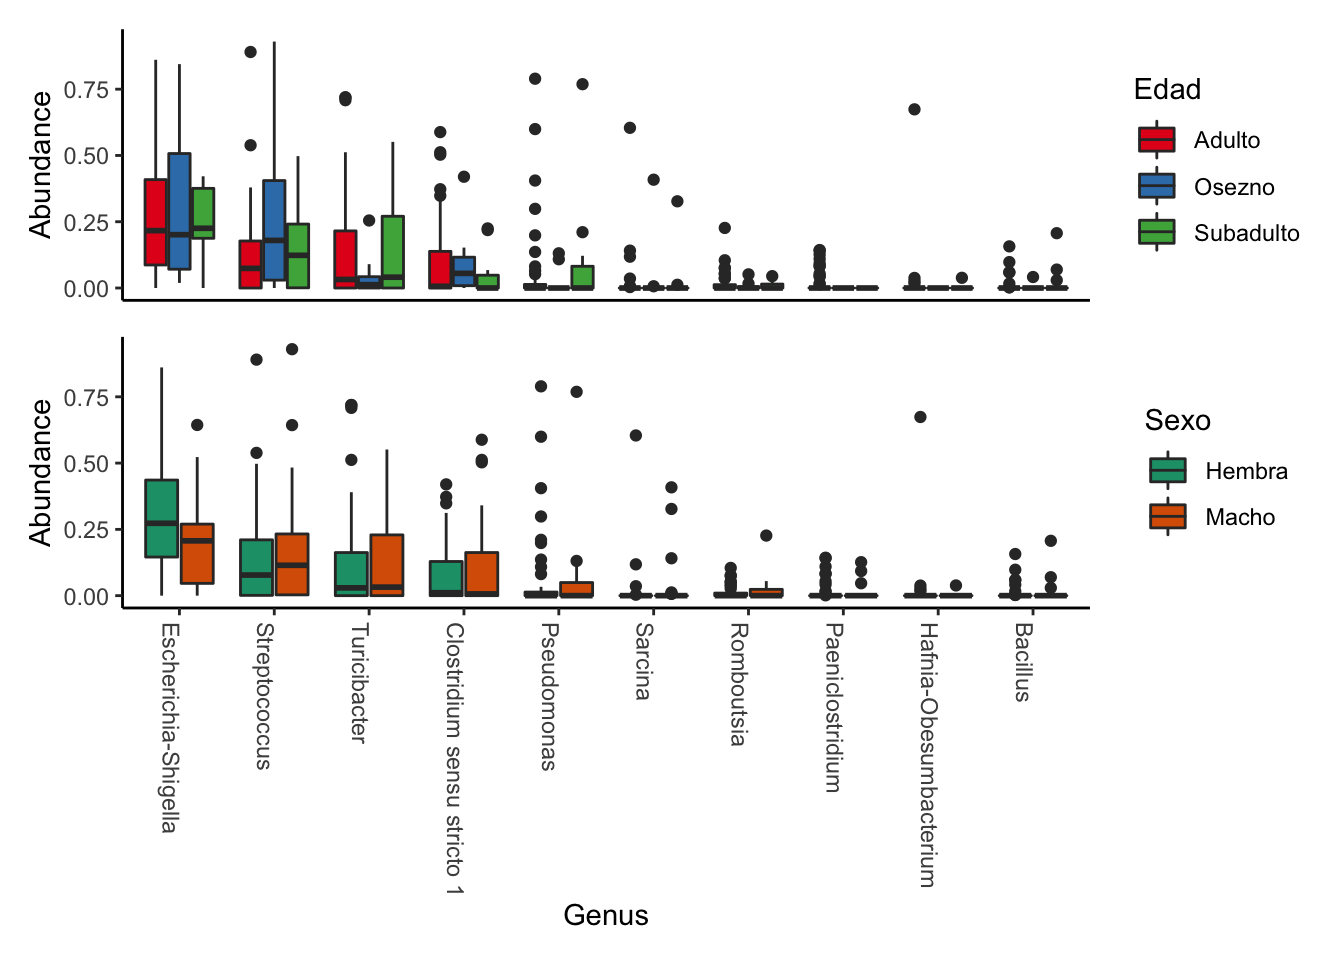 Abundance
0.75
0.50
0.25
0.00
Edad
Adulto
Osezno
Subadulto
Abundance
0.75
0.50
0.25
0.00
Sexo
Hembra
Macho
Escherichia-Shigella
Streptococcus
Turicibacter
Clostridium sensu stricto 1
Pseudomonas
Sarcina
Romboutsia
Paeniclostridium
Hafnia-Obesumbacterium
Bacillus
Genus